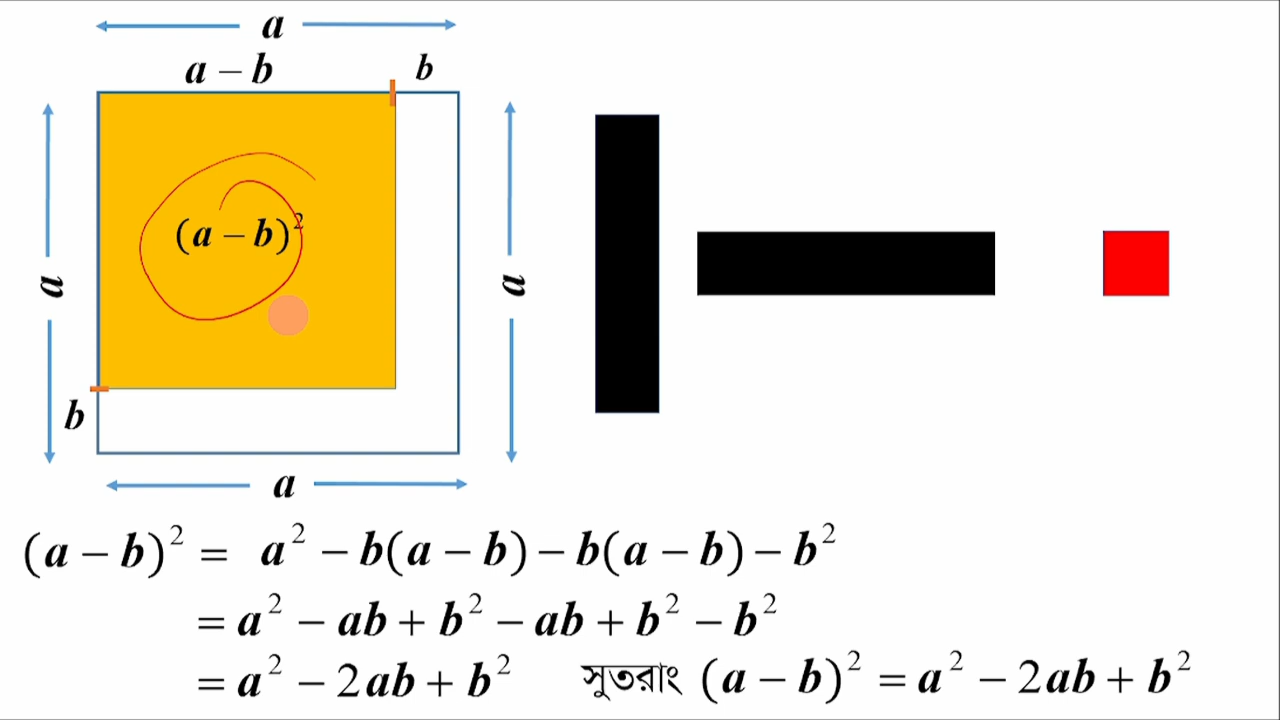 a
a − b b
a
(a − b)²
a
b
a
(a − b)² = a² − b(a − b) − b(a − b) − b²
= a² − ab + b² − ab + b² − b²
= a² − 2ab + b² সুতরাং (a − b)² = a² − 2ab + b²